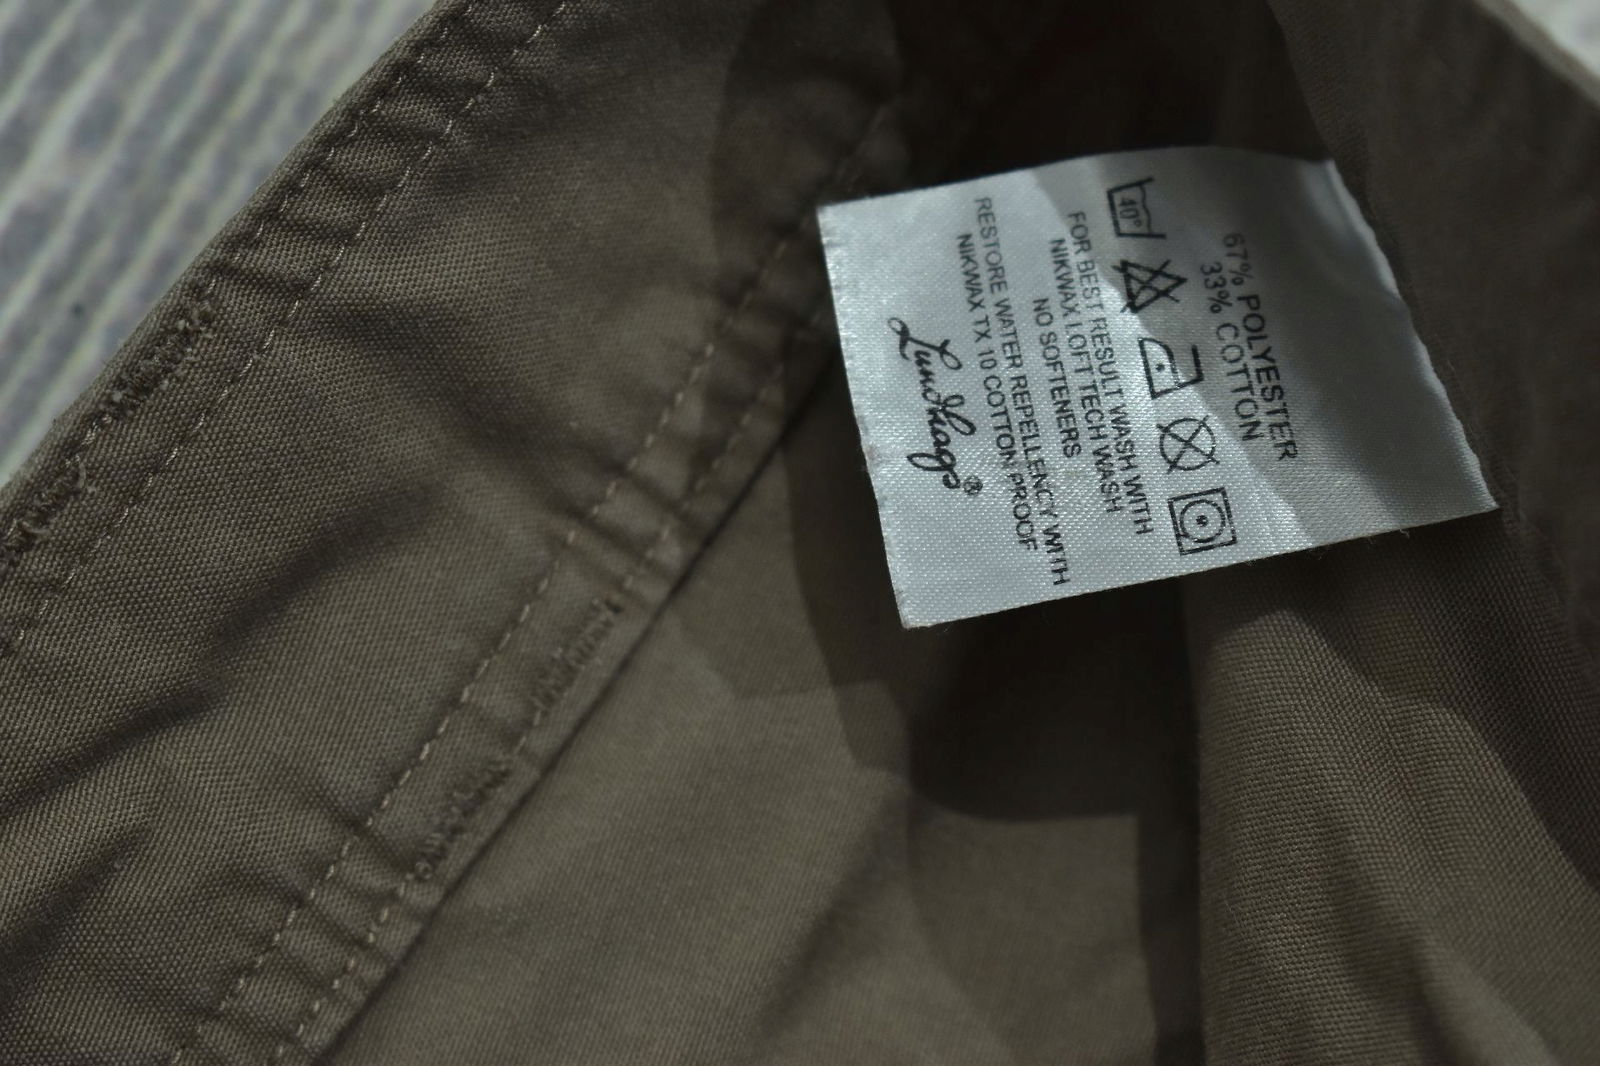 67% POLYESTER
33% COTTON
40°
FOR BEST RESULT WASH WITH
NIKWAX LOFT TECH WASH
NO SOFTENERS
RESTORE WATER REPELLENCY WITH
NIKWAX TX 10 COTTON PROOF
Lundhags®